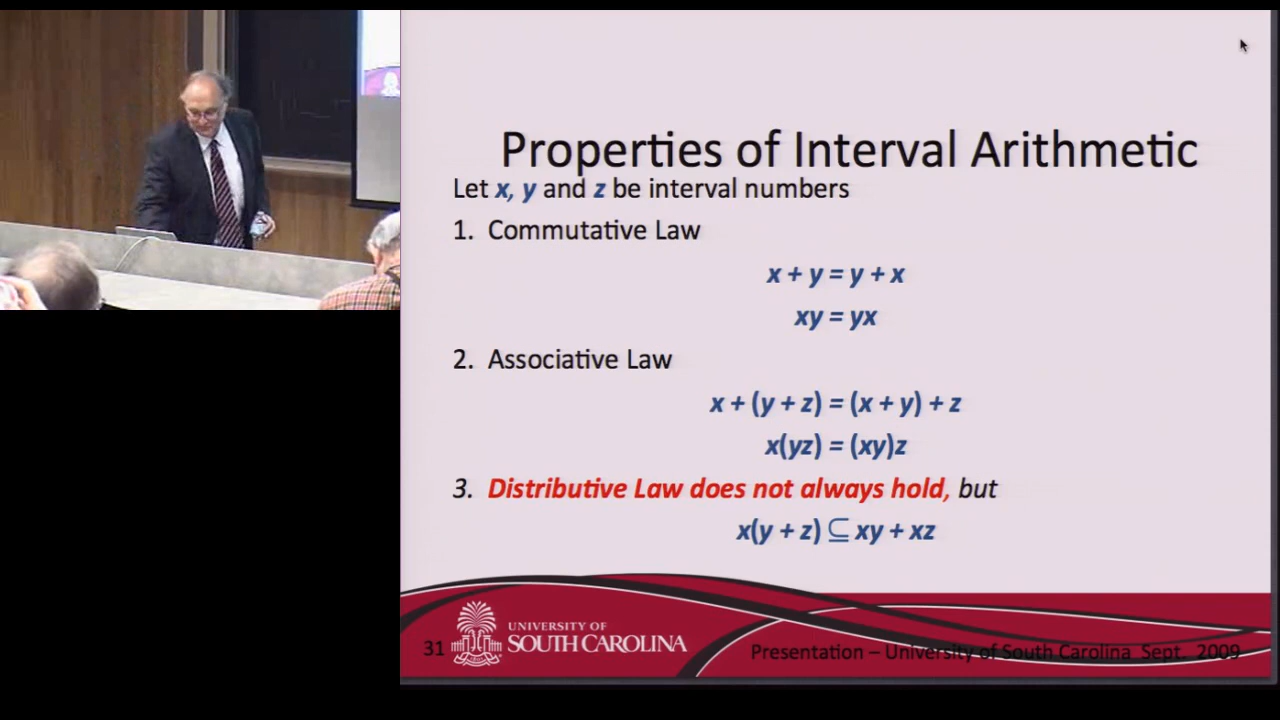 Properties of Interval Arithmetic
Let x, y and z be interval numbers
1. Commutative Law
x + y = y + x
xy = yx
2. Associative Law
x + (y + z) = (x + y) + z
x(yz) = (xy)z
3. Distributive Law does not always hold, but
x(y + z) ⊆ xy + xz
31
UNIVERSITY OF
SOUTH CAROLINA
Presentation – University of South Carolina Sept. 2009